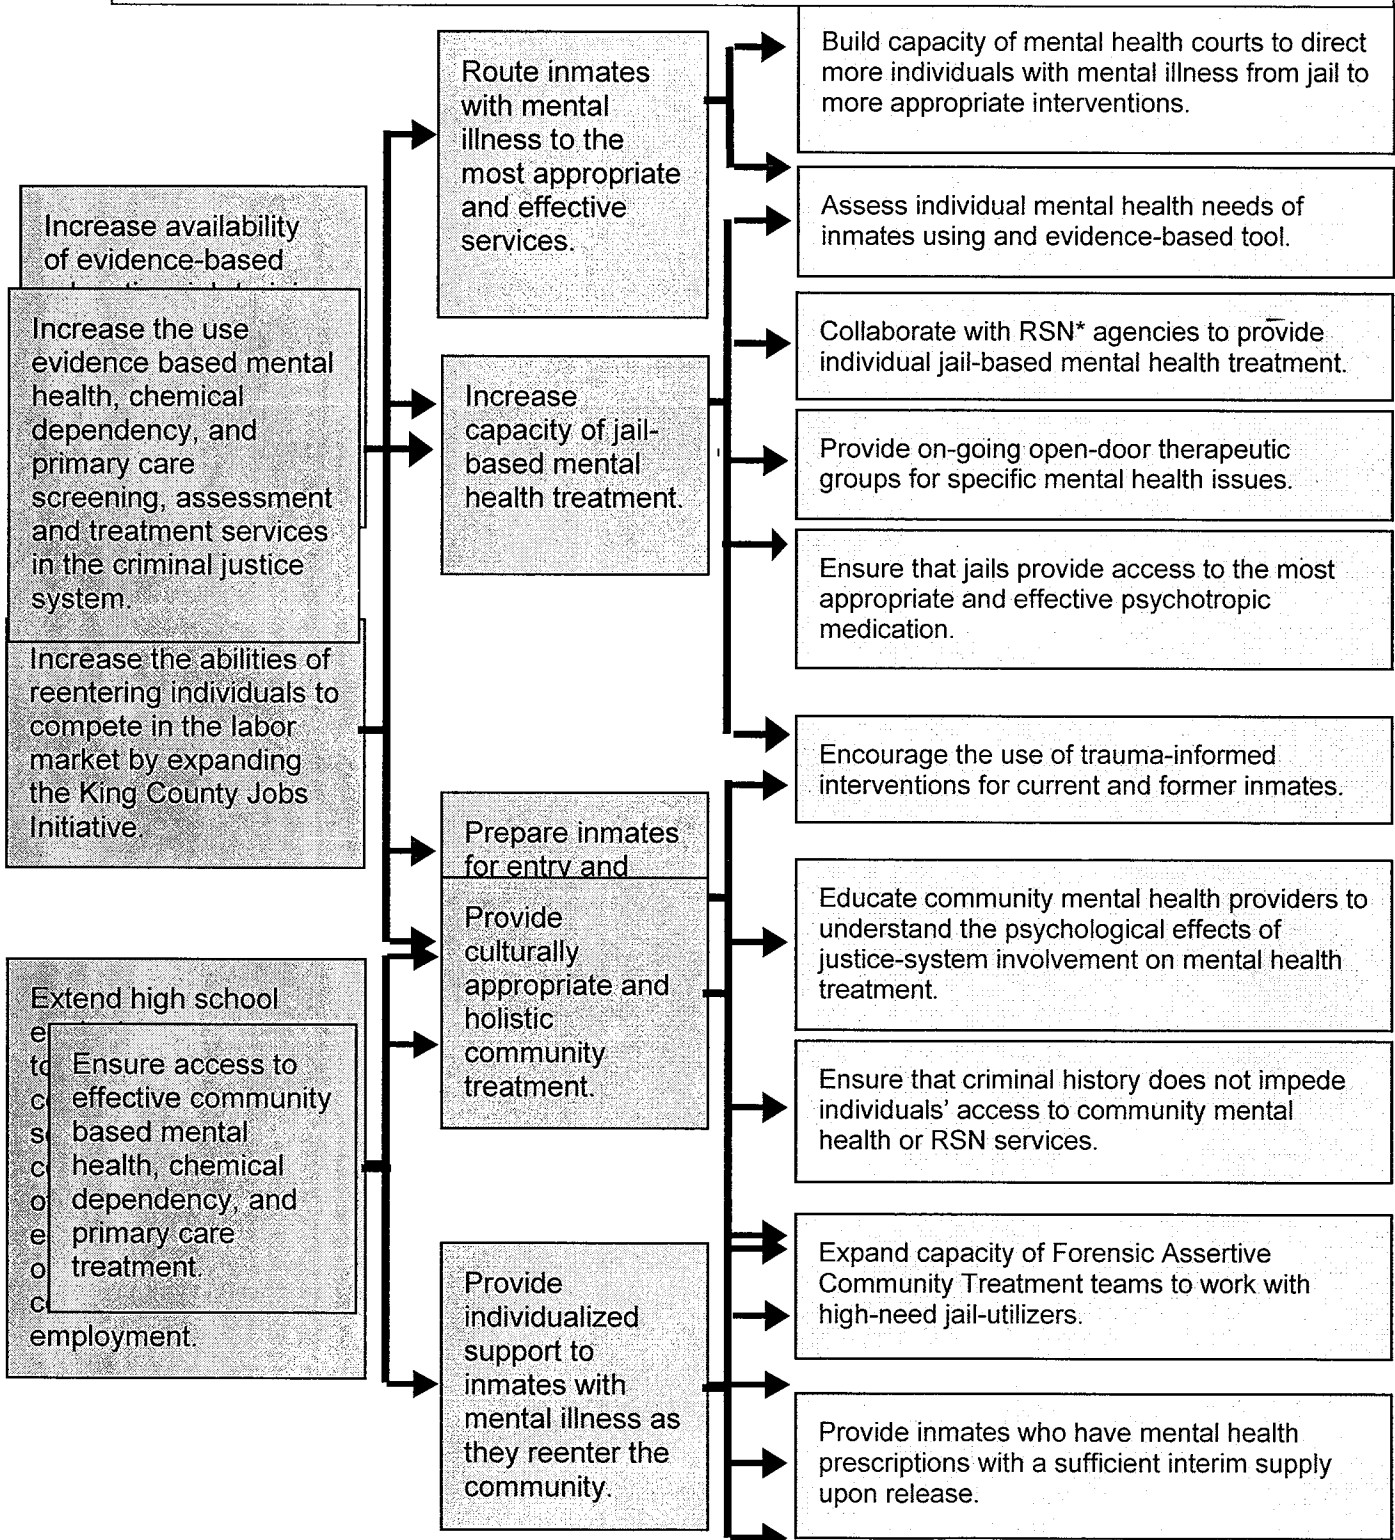 Increase availability
of evidence-based
Increase the use
evidence based mental
health, chemical
dependency, and
primary care
screening, assessment
and treatment services
in the criminal justice
system.
Increase the abilities of
reentering individuals to
compete in the labor
market by expanding
the King County Jobs
Initiative.
Extend high school
Ensure access to
effective community
based mental
health, chemical
dependency, and
primary care
treatment.
employment.
Route inmates
with mental
illness to the
most appropriate
and effective
services.
Increase
capacity of jail-
based mental
health treatment.
Prepare inmates
for entry and
Provide
culturally
appropriate and
holistic
community
treatment.
Provide
individualized
support to
inmates with
mental illness as
they reenter the
community.
Build capacity of mental health courts to direct
more individuals with mental illness from jail to
more appropriate interventions.
Assess individual mental health needs of
inmates using and evidence-based tool.
Collaborate with RSN* agencies to provide
individual jail-based mental health treatment.
Provide on-going open-door therapeutic
groups for specific mental health issues.
Ensure that jails provide access to the most
appropriate and effective psychotropic
medication.
Encourage the use of trauma-informed
interventions for current and former inmates.
Educate community mental health providers to
understand the psychological effects of
justice-system involvement on mental health
treatment.
Ensure that criminal history does not impede
individuals' access to community mental
health or RSN services.
Expand capacity of Forensic Assertive
Community Treatment teams to work with
high-need jail-utilizers.
Provide inmates who have mental health
prescriptions with a sufficient interim supply
upon release.